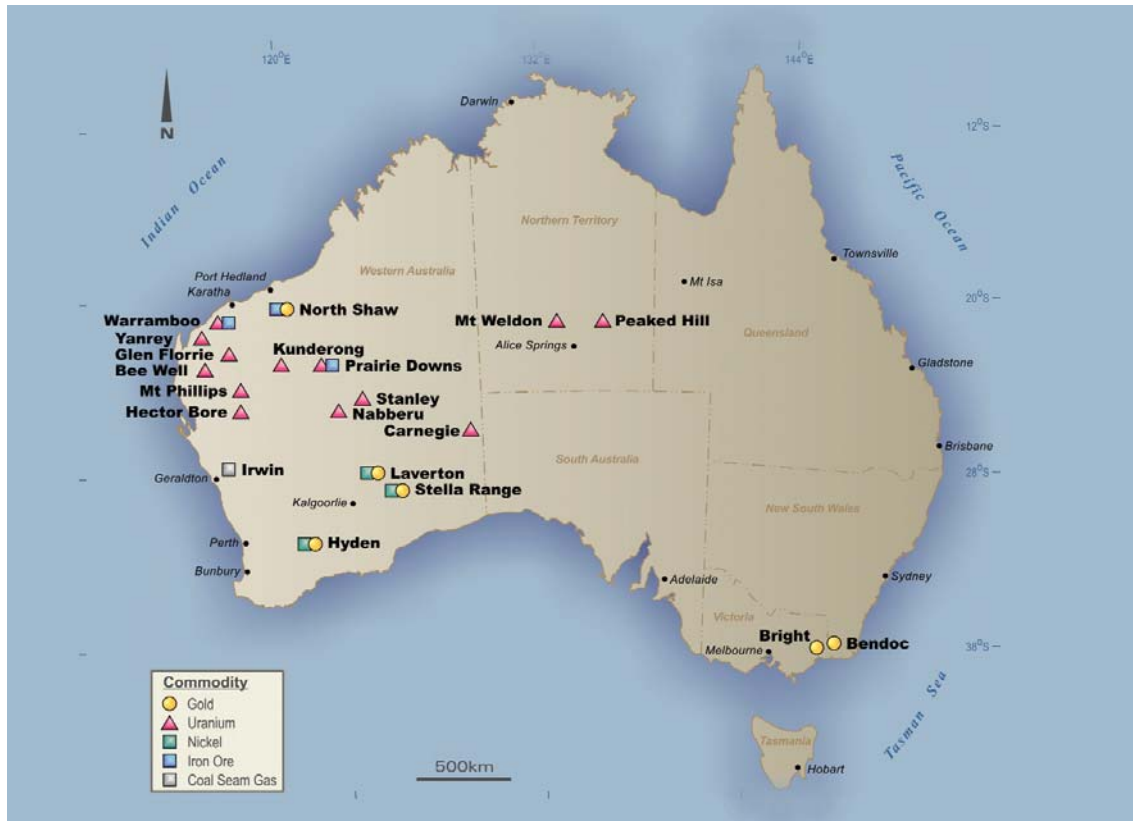 120°E
132°E
144°E
Darwin
12°S
N
Indian Ocean
Pacific Ocean
Northern Territory
Townsville
Western Australia
Port Hedland
Karatha
Mt Isa
20°S
North Shaw
Warramboo
Mt Weldon
Peaked Hill
Yanrey
Queensland
Glen Florrie
Kunderong
Alice Springs
Bee Well
Prairie Downs
Gladstone
Mt Phillips
Stanley
Hector Bore
Nabberu
Carnegie
Brisbane
South Australia
Irwin
Laverton
28°S
Geraldton
Stella Range
Kalgoorlie
New South Wales
Perth
Hyden
Bunbury
Adelaide
Sydney
Victoria
Bright
Bendoc
Melbourne
38°S
Tasman Sea
Commodity
Gold
Uranium
Nickel
Iron Ore
Coal Seam Gas
Tasmania
Hobart
500km